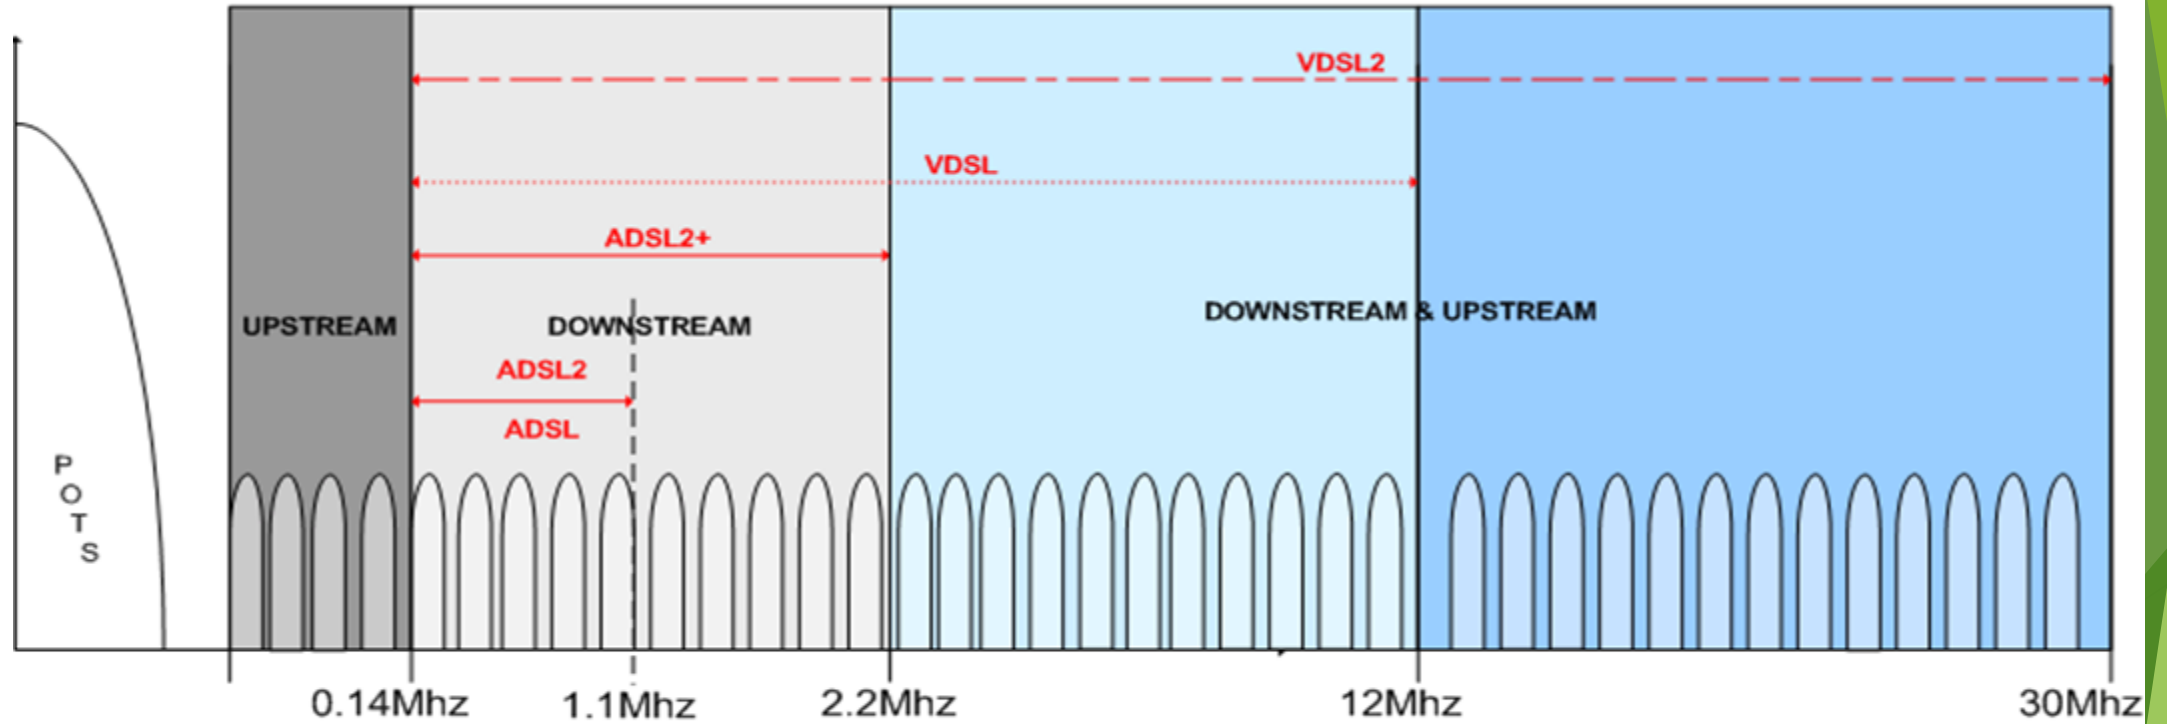 VDSL2
VDSL
ADSL2+
UPSTREAM
DOWNSTREAM
DOWNSTREAM & UPSTREAM
ADSL2
ADSL
P
O
T
S
0.14Mhz
1.1Mhz
2.2Mhz
12Mhz
30Mhz